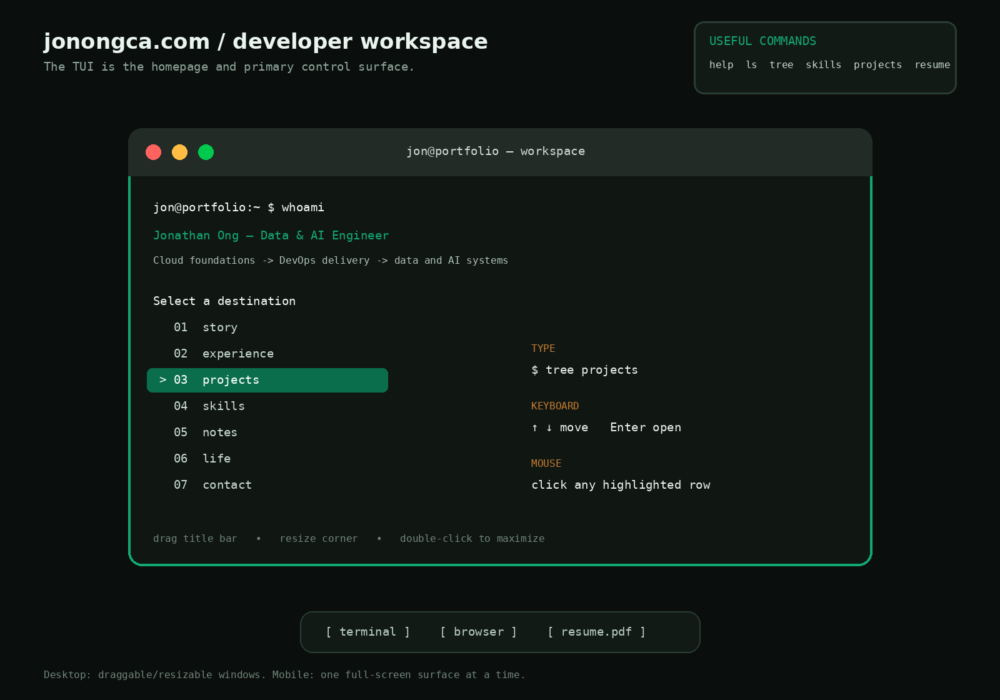 jonongca.com / developer workspace
The TUI is the homepage and primary control surface.
USEFUL COMMANDS
help  ls  tree  skills  projects  resume
jon@portfolio — workspace
jon@portfolio:~ $ whoami
Jonathan Ong — Data & AI Engineer
Cloud foundations -> DevOps delivery -> data and AI systems
Select a destination
01  story
02  experience
> 03  projects
04  skills
05  notes
06  life
07  contact
TYPE
$ tree projects
KEYBOARD
↑ ↓ move   Enter open
MOUSE
click any highlighted row
drag title bar   •   resize corner   •   double-click to maximize
[ terminal ]    [ browser ]    [ resume.pdf ]
Desktop: draggable/resizable windows. Mobile: one full-screen surface at a time.